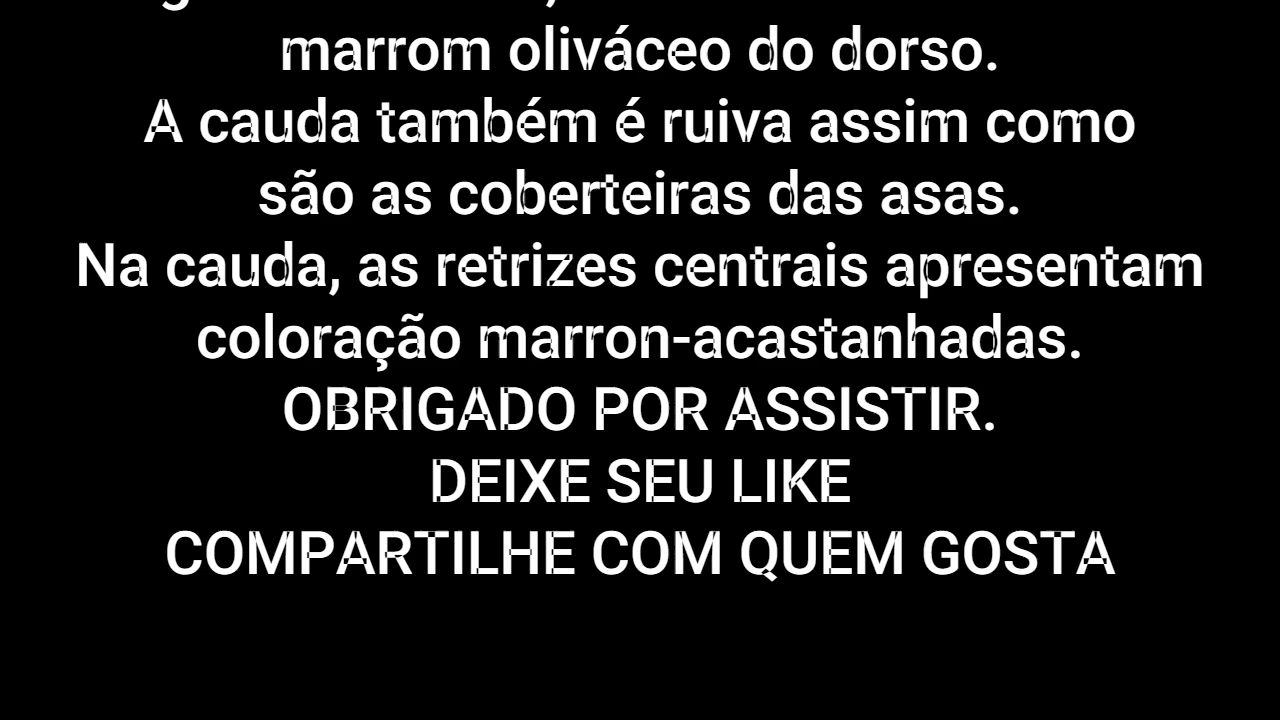 marrom oliváceo do dorso.
A cauda também é ruiva assim como
são as coberteiras das asas.
Na cauda, as retrizes centrais apresentam
coloração marron-acastanhadas.
OBRIGADO POR ASSISTIR.
DEIXE SEU LIKE
COMPARTILHE COM QUEM GOSTA